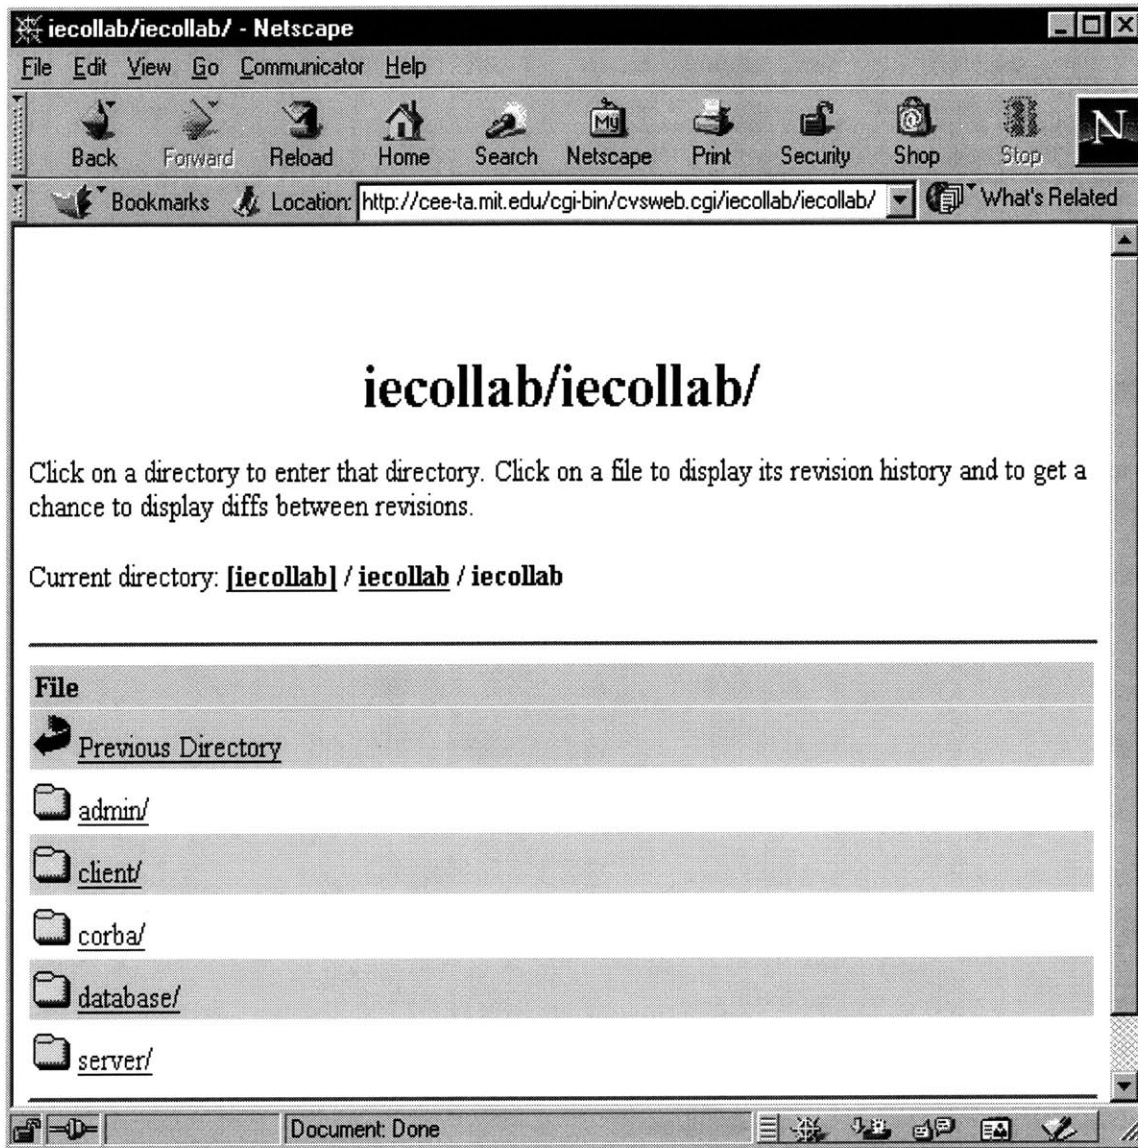 iecollab/iecollab/ - Netscape
File Edit View Go Communicator Help
Back Forward Reload Home Search My Netscape Print Security Shop Stop N
Bookmarks Location: http://cee-ta.mit.edu/cgi-bin/cvsweb.cgi/iecollab/iecollab/ What's Related
iecollab/iecollab/
Click on a directory to enter that directory. Click on a file to display its revision history and to get a
chance to display diffs between revisions.
Current directory: [iecollab] / iecollab / iecollab
File
Previous Directory
admin/
client/
corba/
database/
server/
Document: Done